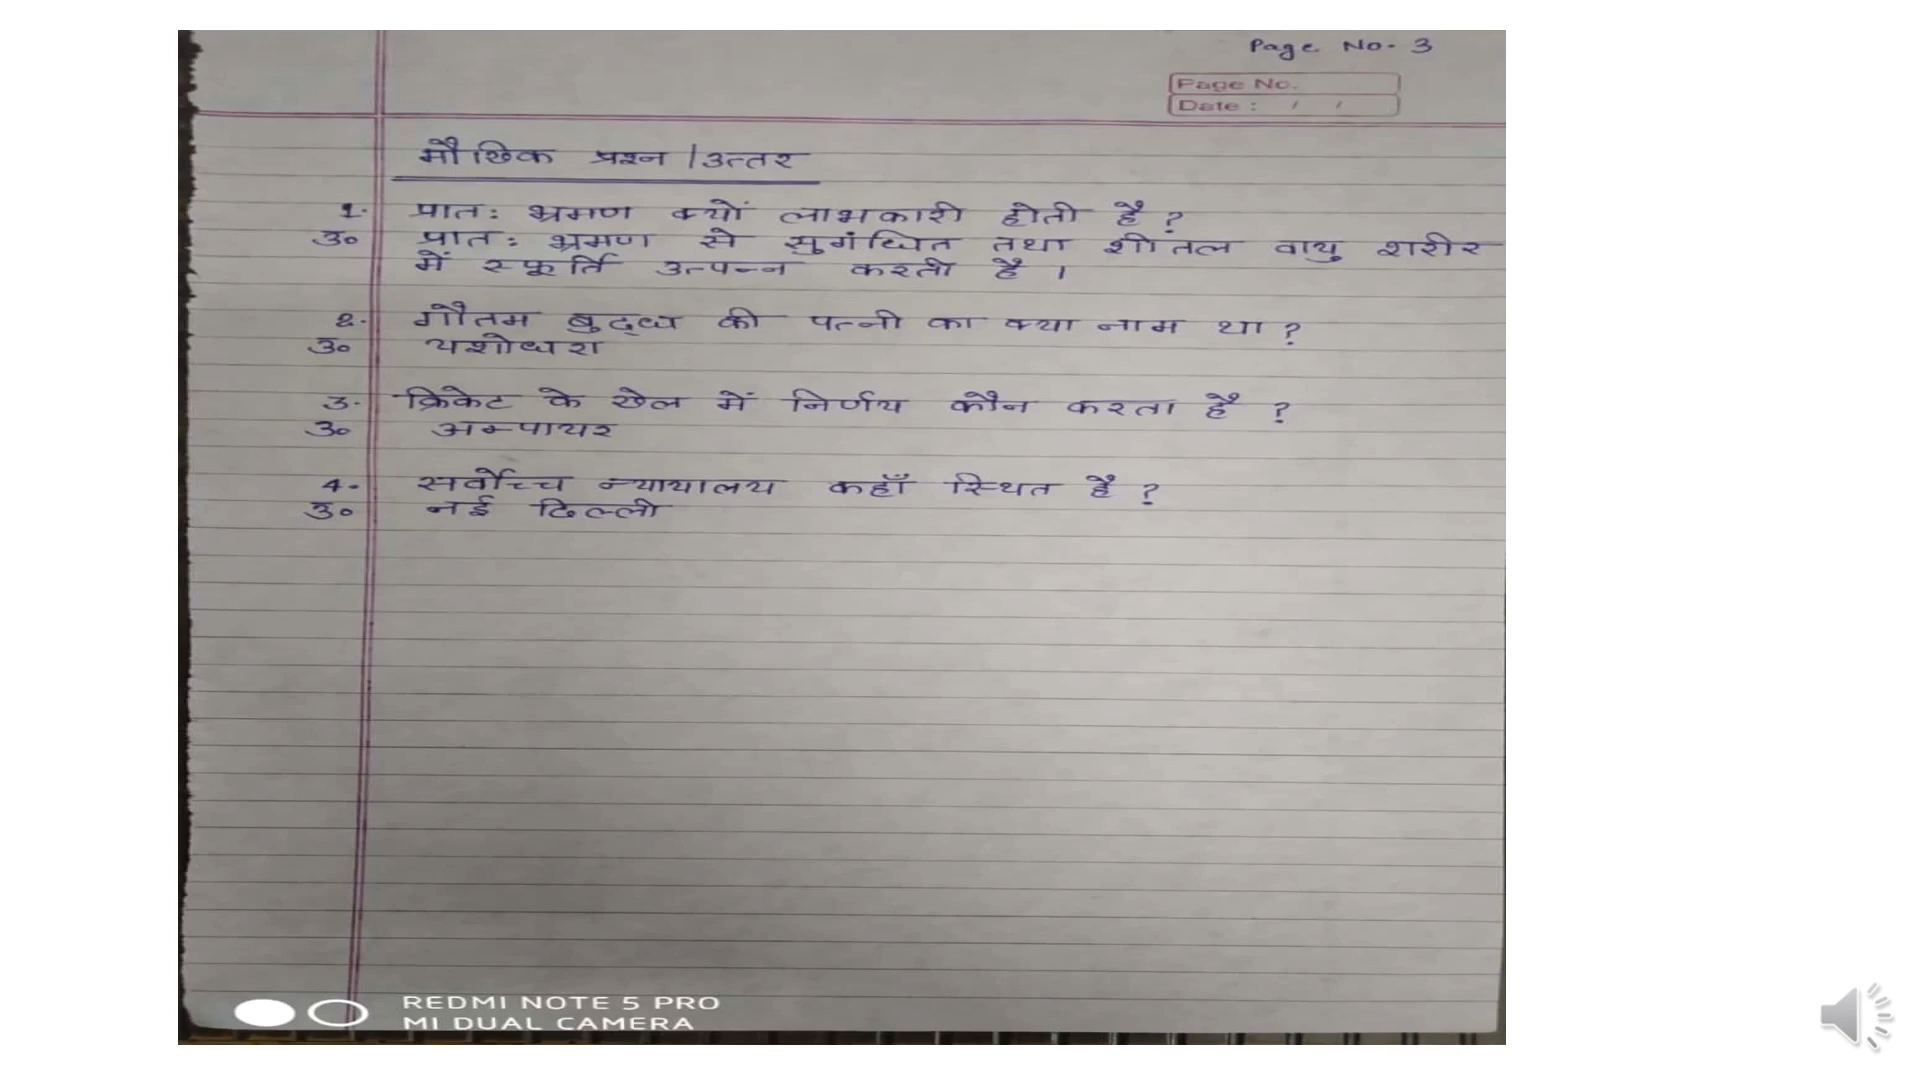 Page No. 3
Page No.
Date : / /
मौखिक प्रश्न / उत्तर
1. प्रातः भ्रमण क्यों लाभकारी होती है ?
उ० प्रातः भ्रमण से सुगंधित तथा शीतल वायु शरीर
में स्फूर्ति उत्पन्न करती है ।
2. गौतम बुद्ध की पत्नी का क्या नाम था ?
उ० यशोधरा
3. क्रिकेट के खेल में निर्णय कौन करता है ?
उ० अम्पायर
4. सर्वोच्च न्यायालय कहाँ स्थित है ?
उ० नई दिल्ली
REDMI NOTE 5 PRO
MI DUAL CAMERA